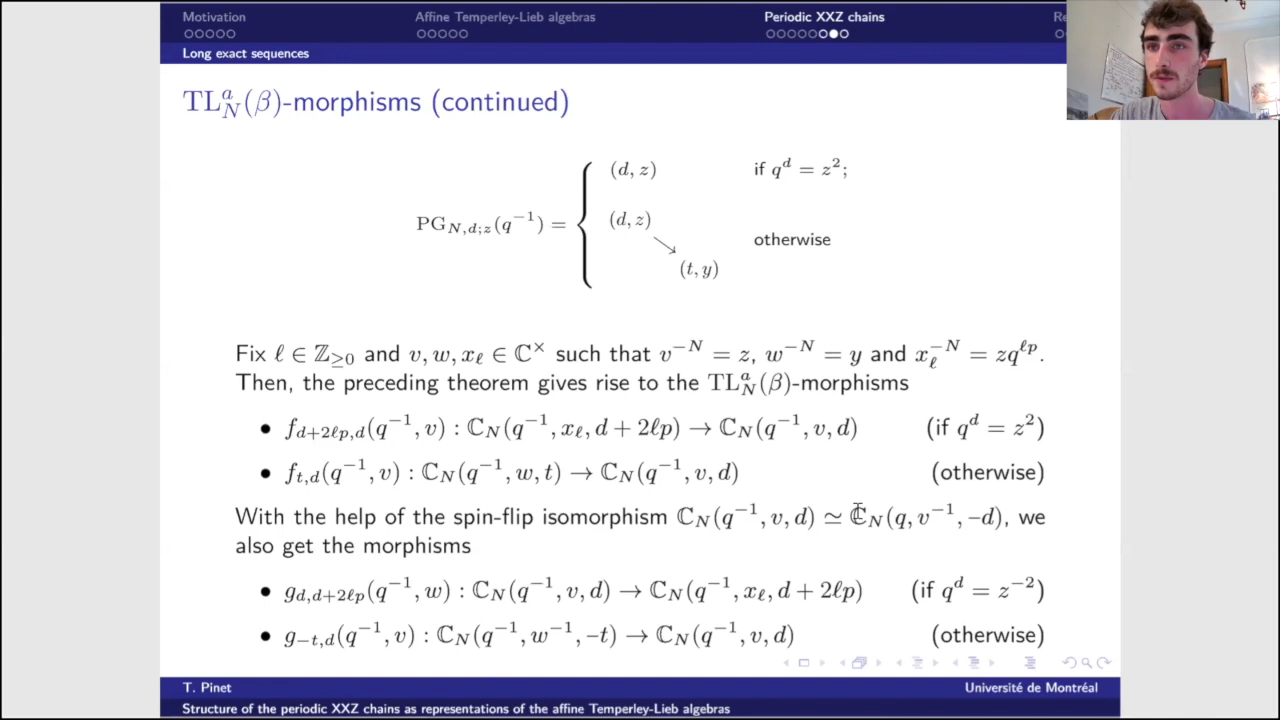 Motivation
Affine Temperley-Lieb algebras
Periodic XXZ chains
Re
Long exact sequences
TL^a_N(β)-morphisms (continued)
PG_{N,d;z}(q^{-1}) = { (d, z) if q^d = z^2;
(d, z) ↘ (t, y) otherwise
Fix ℓ ∈ ℤ_{≥0} and v, w, x_ℓ ∈ ℂ^× such that v^{-N} = z, w^{-N} = y and x_ℓ^{-N} = zq^{ℓp}.
Then, the preceding theorem gives rise to the TL^a_N(β)-morphisms
• f_{d+2ℓp,d}(q^{-1}, v) : ℂ_N(q^{-1}, x_ℓ, d + 2ℓp) → ℂ_N(q^{-1}, v, d) (if q^d = z^2)
• f_{t,d}(q^{-1}, v) : ℂ_N(q^{-1}, w, t) → ℂ_N(q^{-1}, v, d) (otherwise)
With the help of the spin-flip isomorphism ℂ_N(q^{-1}, v, d) ≃ ℂ_N(q, v^{-1}, –d), we
also get the morphisms
• g_{d,d+2ℓp}(q^{-1}, w) : ℂ_N(q^{-1}, v, d) → ℂ_N(q^{-1}, x_ℓ, d + 2ℓp) (if q^d = z^{-2})
• g_{–t,d}(q^{-1}, v) : ℂ_N(q^{-1}, w^{-1}, –t) → ℂ_N(q^{-1}, v, d) (otherwise)
T. Pinet
Université de Montréal
Structure of the periodic XXZ chains as representations of the affine Temperley-Lieb algebras